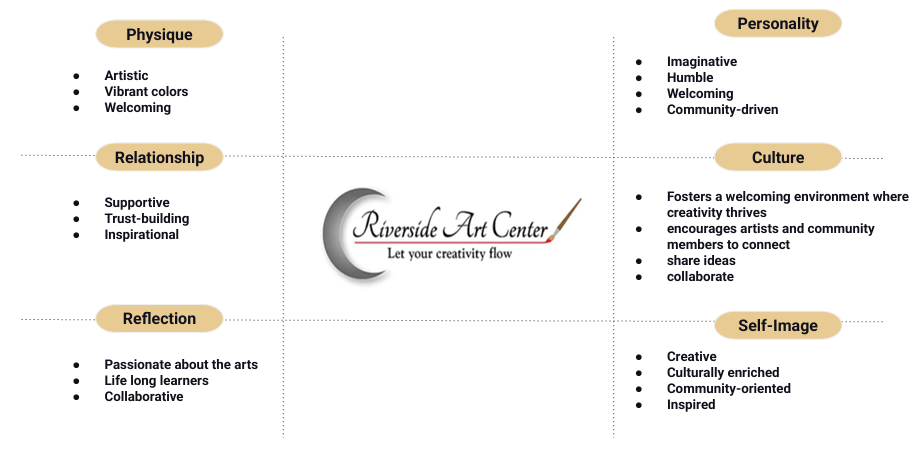 Physique
● Artistic
● Vibrant colors
● Welcoming
Relationship
● Supportive
● Trust-building
● Inspirational
Reflection
● Passionate about the arts
● Life long learners
● Collaborative
Riverside Art Center
Let your creativity flow
Personality
● Imaginative
● Humble
● Welcoming
● Community-driven
Culture
● Fosters a welcoming environment where
creativity thrives
● encourages artists and community
members to connect
● share ideas
● collaborate
Self-Image
● Creative
● Culturally enriched
● Community-oriented
● Inspired